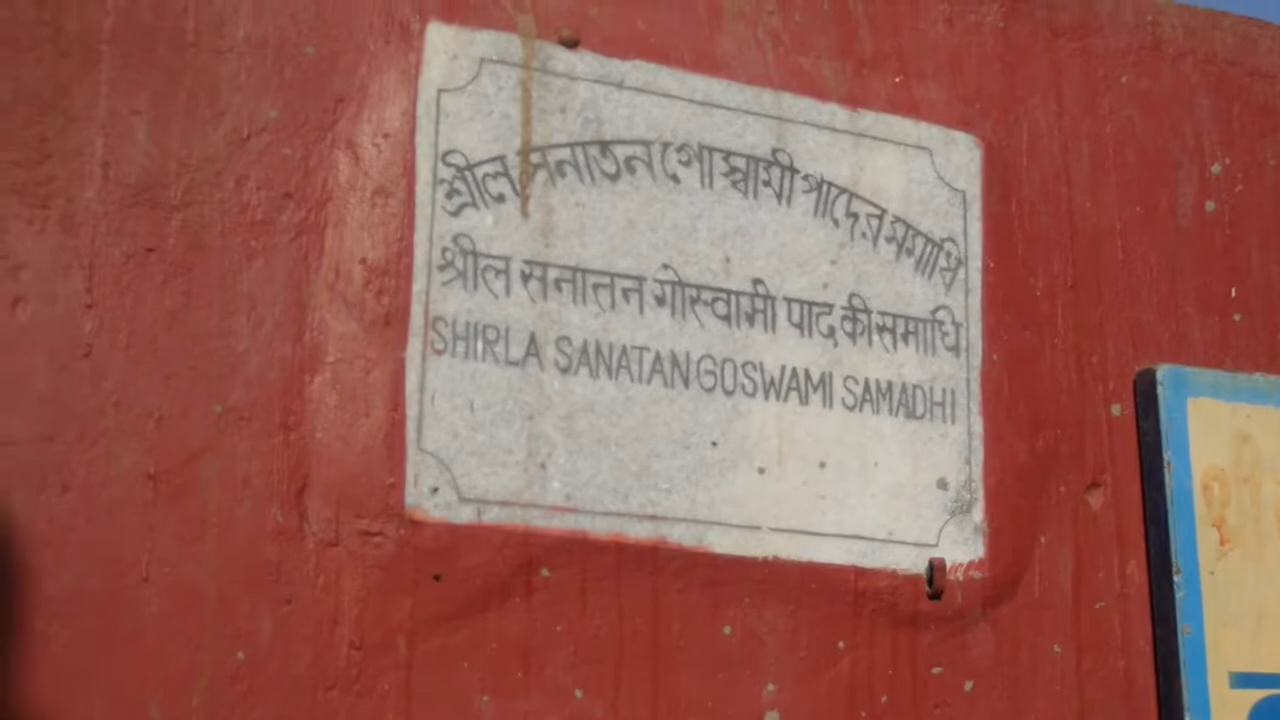 শ্রীল সনাতন গোস্বামী পাদের সমাধি
श्रील सनातन गोस्वामी पाद की समाधि
SHIRLA SANATAN GOSWAMI SAMADHI